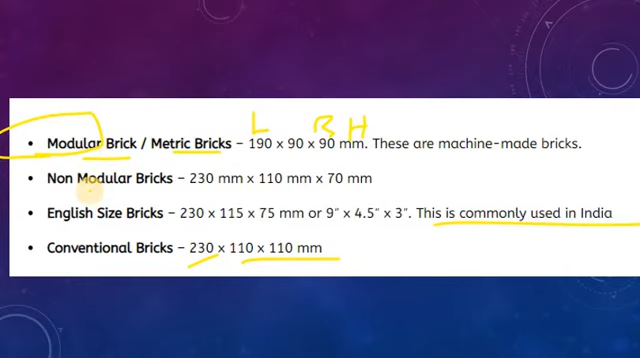 L B H
• Modular Brick / Metric Bricks – 190 x 90 x 90 mm. These are machine-made bricks.
• Non Modular Bricks – 230 mm x 110 mm x 70 mm
• English Size Bricks – 230 x 115 x 75 mm or 9″ x 4.5″ x 3″. This is commonly used in India
• Conventional Bricks – 230 x 110 x 110 mm